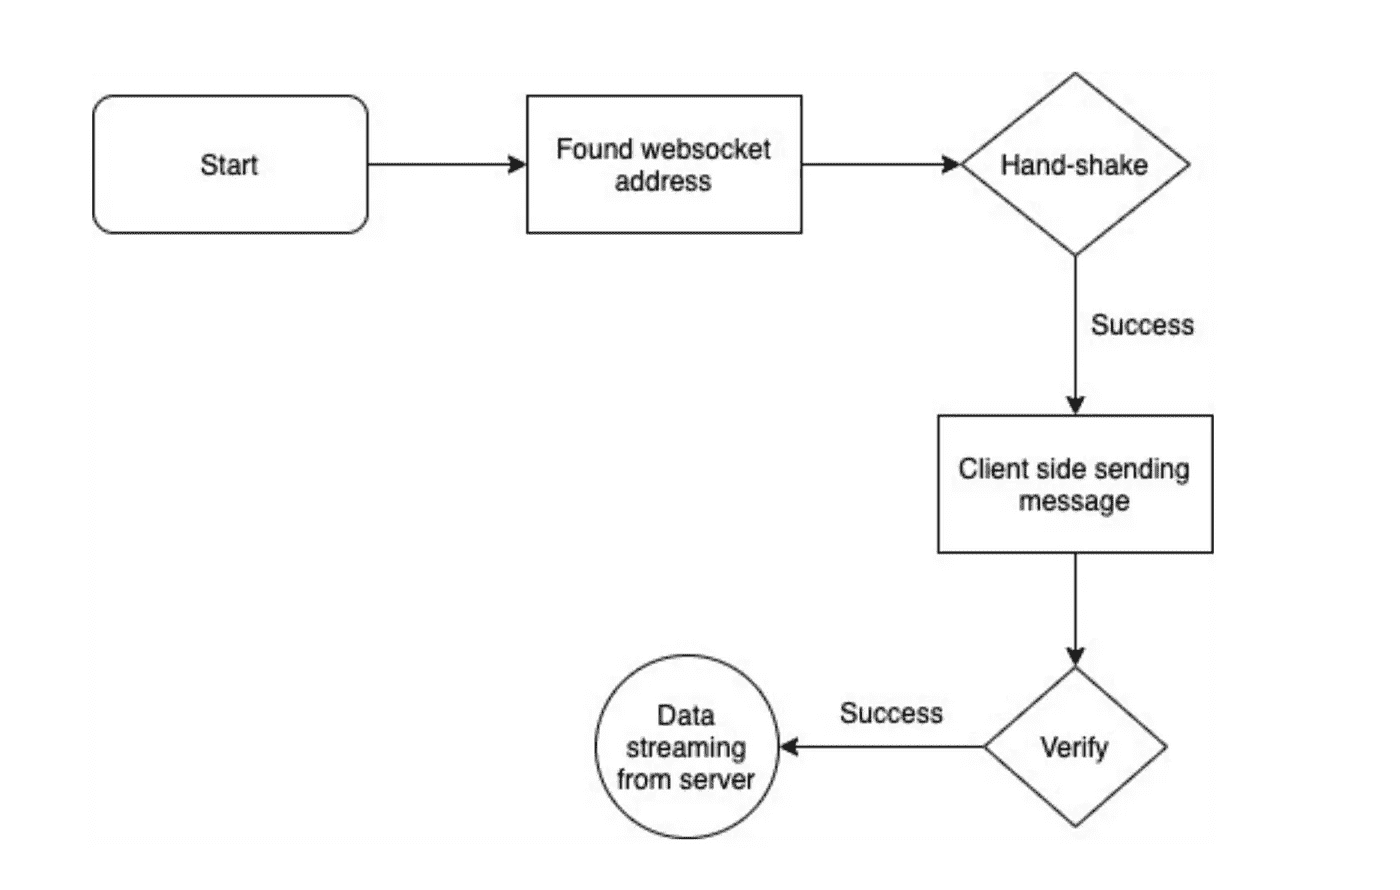 Start
Found websocket
address
Hand-shake
Success
Client side sending
message
Verify
Success
Data
streaming
from server